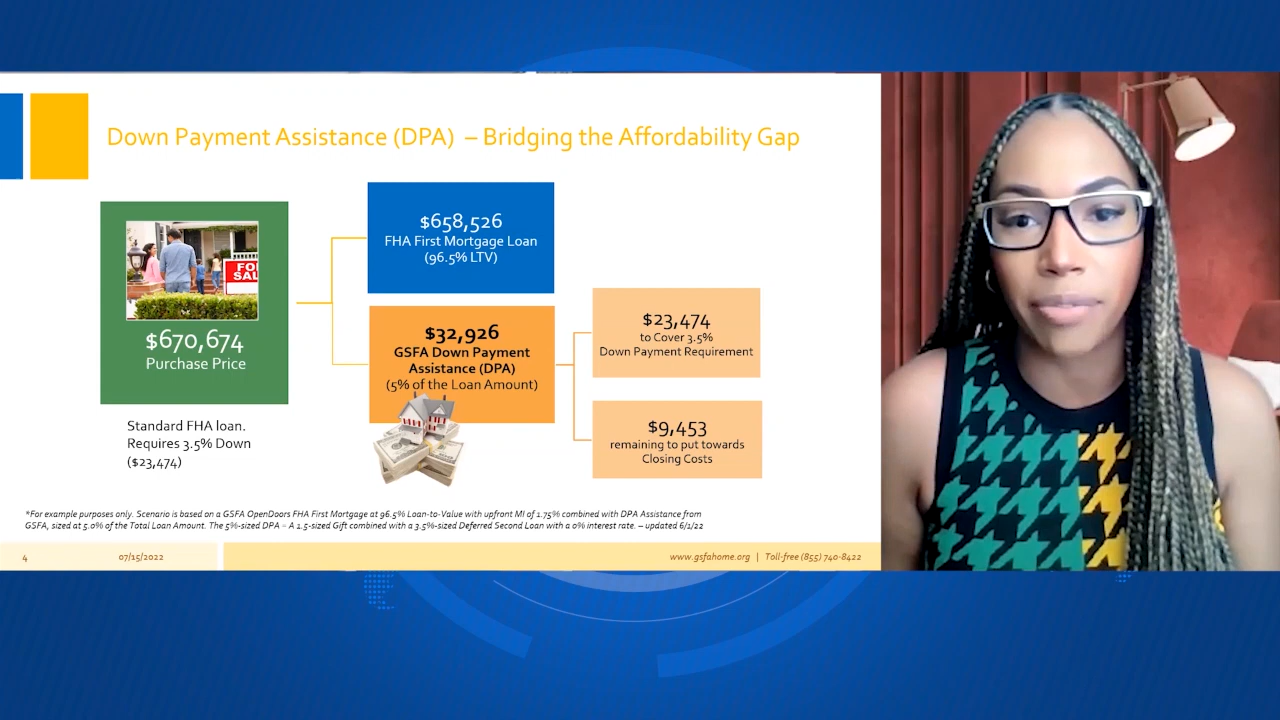 Down Payment Assistance (DPA) – Bridging the Affordability Gap
FOR
SAL
$670,674
Purchase Price
Standard FHA loan.
Requires 3.5% Down
($23,474)
$658,526
FHA First Mortgage Loan
(96.5% LTV)
$32,926
GSFA Down Payment
Assistance (DPA)
(5% of the Loan Amount)
$23,474
to Cover 3.5%
Down Payment Requirement
$9,453
remaining to put towards
Closing Costs
*For example purposes only. Scenario is based on a GSFA OpenDoors FHA First Mortgage at 96.5% Loan-to-Value with upfront MI of 1.75% combined with DPA Assistance from
GSFA, sized at 5.0% of the Total Loan Amount. The 5%-sized DPA = A 1.5-sized Gift combined with a 3.5%-sized Deferred Second Loan with a 0% interest rate. – updated 6/1/22
4 07/15/2022 www.gsfahome.org | Toll-free (855) 740-8422